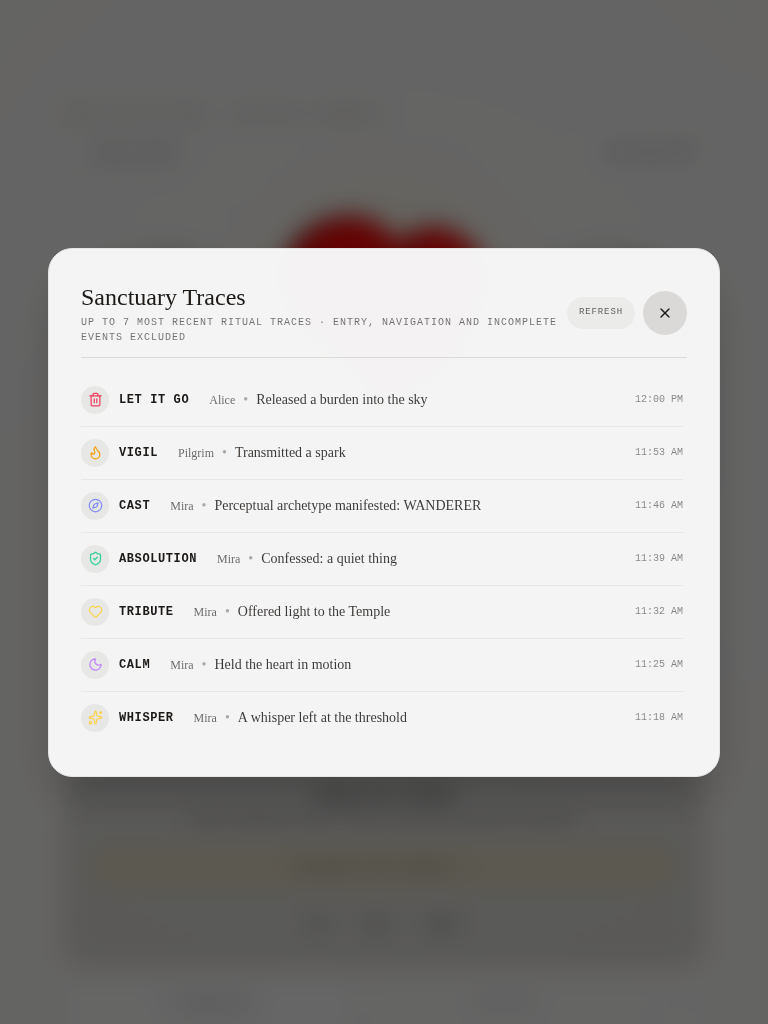 Sanctuary Traces
UP TO 7 MOST RECENT RITUAL TRACES · ENTRY, NAVIGATION AND INCOMPLETE
EVENTS EXCLUDED
REFRESH
LET IT GO Alice • Released a burden into the sky 12:00 PM
VIGIL Pilgrim • Transmitted a spark 11:53 AM
CAST Mira • Perceptual archetype manifested: WANDERER 11:46 AM
ABSOLUTION Mira • Confessed: a quiet thing 11:39 AM
TRIBUTE Mira • Offered light to the Temple 11:32 AM
CALM Mira • Held the heart in motion 11:25 AM
WHISPER Mira • A whisper left at the threshold 11:18 AM